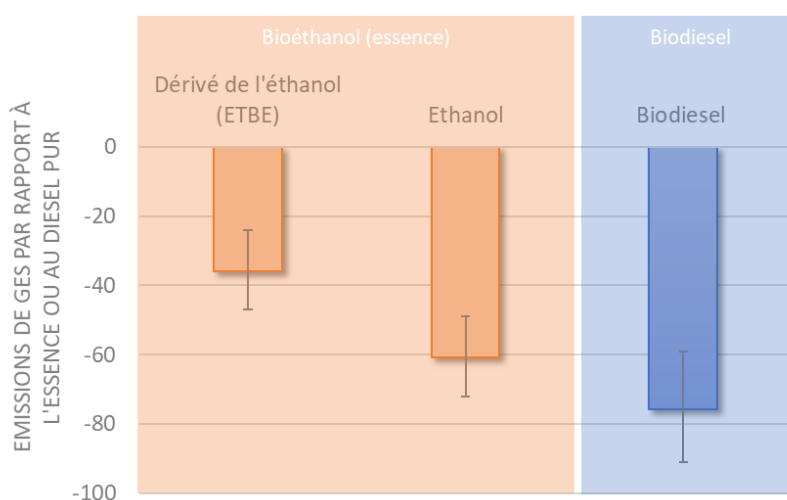 Bioéthanol (essence)
Biodiesel
Dérivé de l'éthanol
(ETBE)
Ethanol
Biodiesel
EMISSIONS DE GES PAR RAPPORT À
L'ESSENCE OU AU DIESEL PUR
0
-20
-40
-60
-80
-100